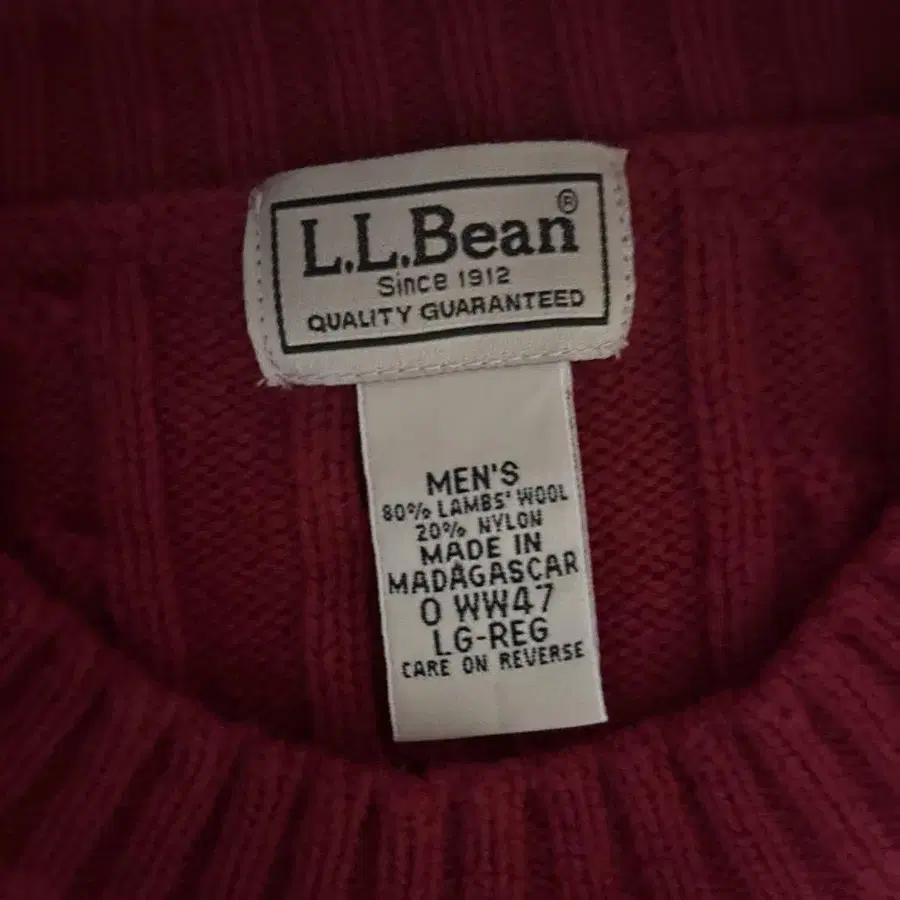 L.L.Bean®
Since 1912
QUALITY GUARANTEED
MEN'S
80% LAMBS' WOOL
20% NYLON
MADE IN
MADAGASCAR
0 WW47
LG-REG
CARE ON REVERSE